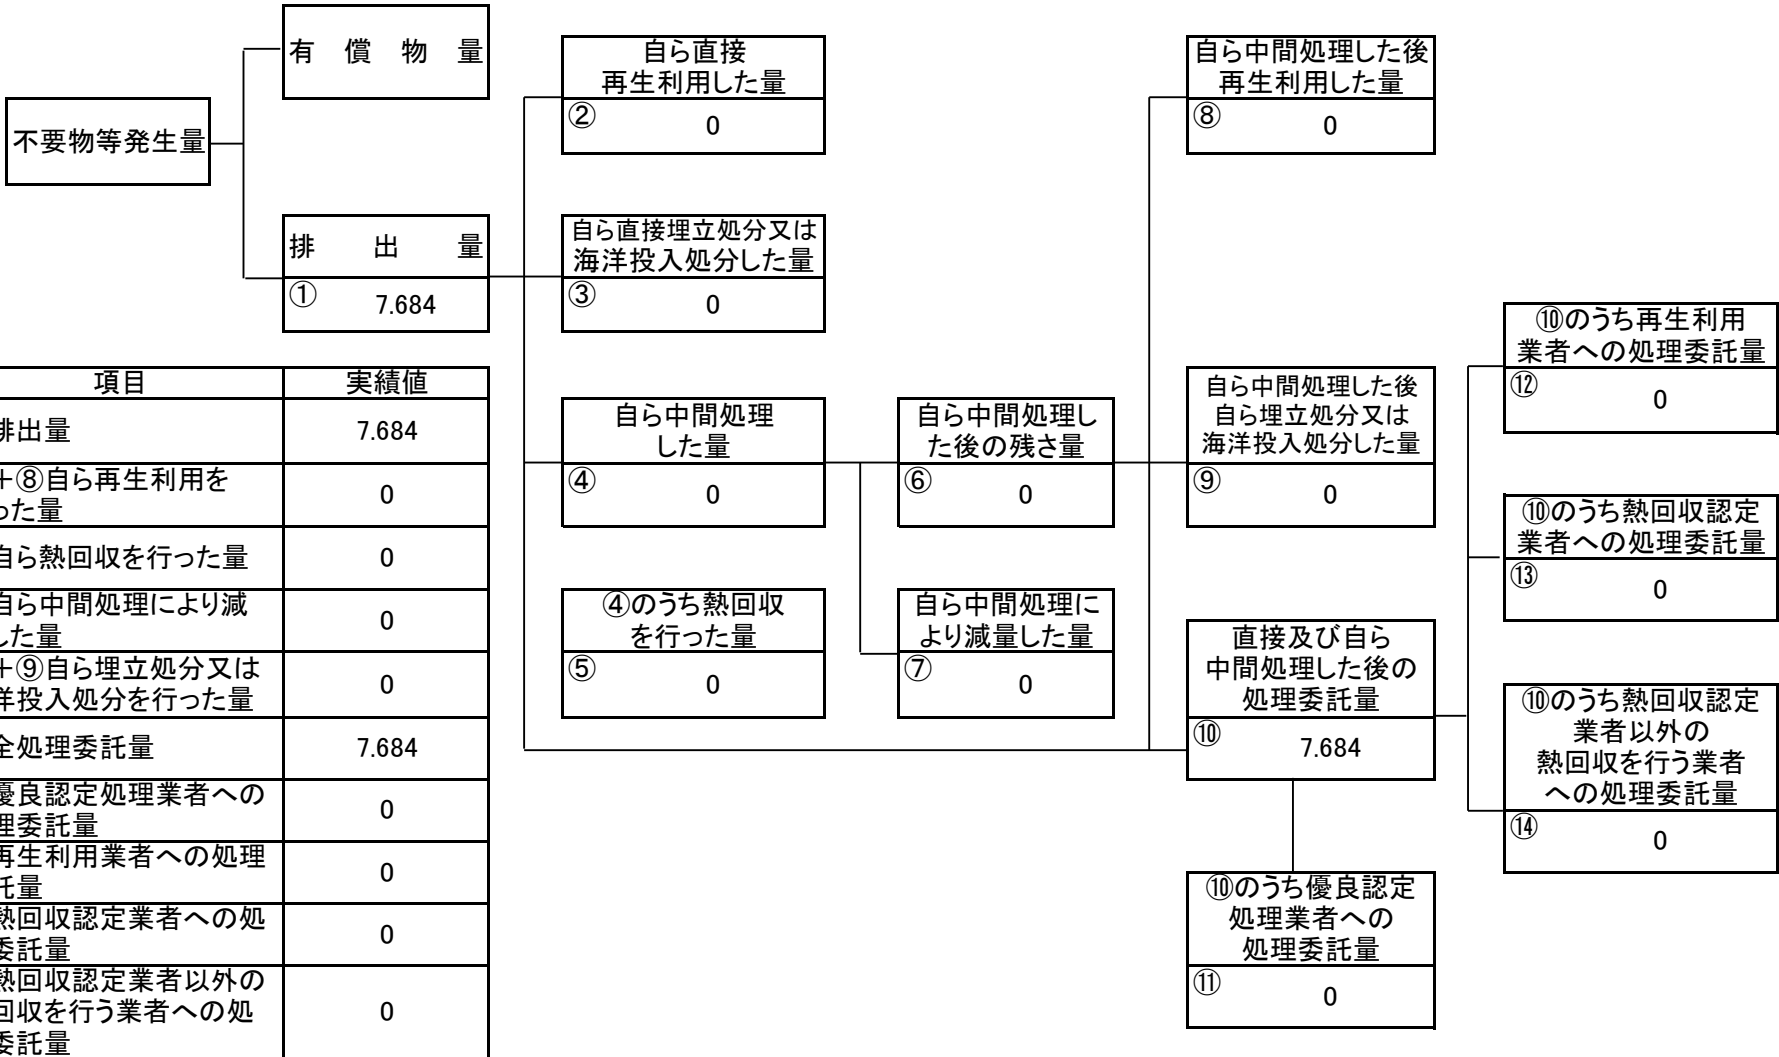 不要物等発生量
有 償 物 量
排 出 量
①
7.684
自ら直接
再生利用した量
②
0
自ら直接埋立処分又は
海洋投入処分した量
③
0
自ら中間処理
した量
④
0
④のうち熱回収
を行った量
⑤
0
自ら中間処理し
た後の残さ量
⑥
0
自ら中間処理に
より減量した量
⑦
0
自ら中間処理した後
再生利用した量
⑧
0
自ら中間処理した後
自ら埋立処分又は
海洋投入処分した量
⑨
0
直接及び自ら
中間処理した後の
処理委託量
⑩
7.684
⑩のうち優良認定
処理業者への
処理委託量
⑪
0
⑩のうち再生利用
業者への処理委託量
⑫
0
⑩のうち熱回収認定
業者への処理委託量
⑬
0
⑩のうち熱回収認定
業者以外の
熱回収を行う業者
への処理委託量
⑭
0
項目
実績値
排出量
7.684
+⑧自ら再生利用を
った量
0
自ら熱回収を行った量
0
自ら中間処理により減
した量
0
+⑨自ら埋立処分又は
洋投入処分を行った量
0
全処理委託量
7.684
優良認定処理業者への
理委託量
0
再生利用業者への処理
託量
0
熱回収認定業者への処
委託量
0
熱回収認定業者以外の
回収を行う業者への処
委託量
0